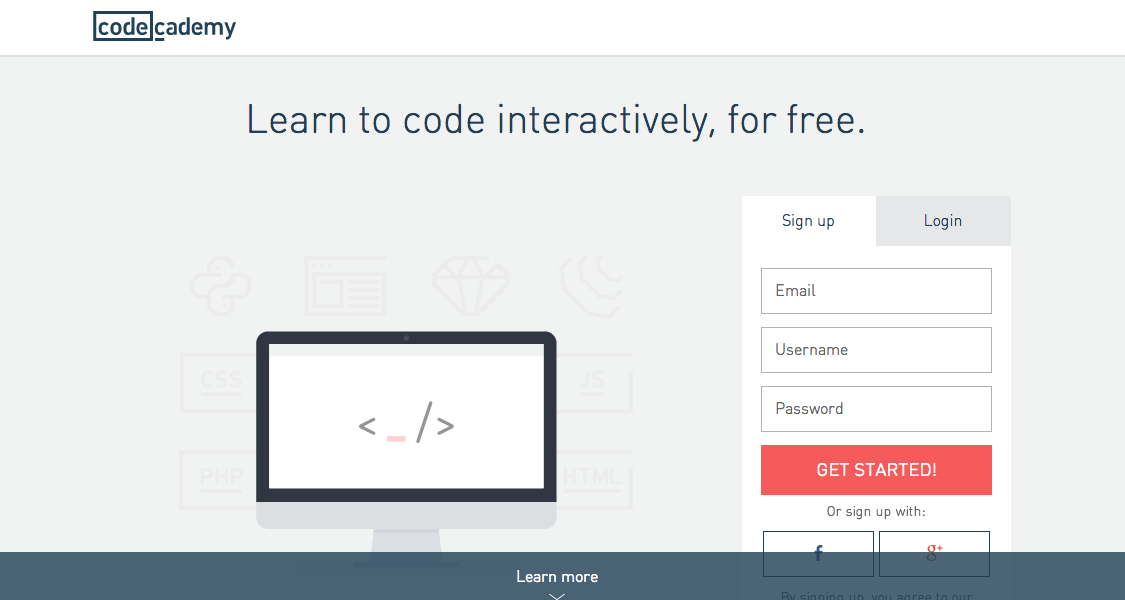 codecademy
Learn to code interactively, for free.
Sign up
Login
Email
Username
Password
GET STARTED!
Or sign up with:
f
g+
By signing up, you agree to our
CSS
JS
PHP
HTML
< _ />
Learn more